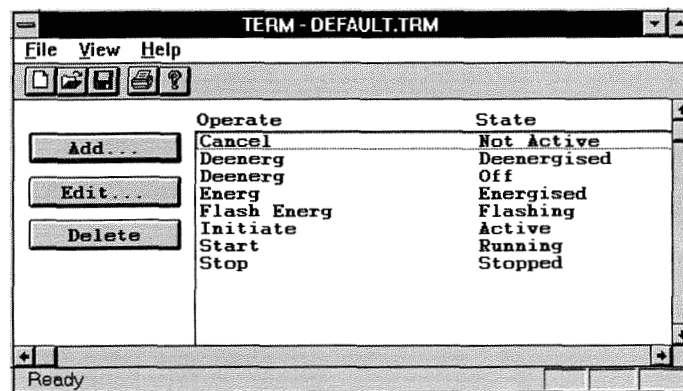 TERM - DEFAULT.TRM
File View Help
Operate State
Add...
Edit...
Delete
Cancel Not Active
Deenerg Deenergised
Deenerg Off
Energ Energised
Flash Energ Flashing
Initiate Active
Start Running
Stop Stopped
Ready